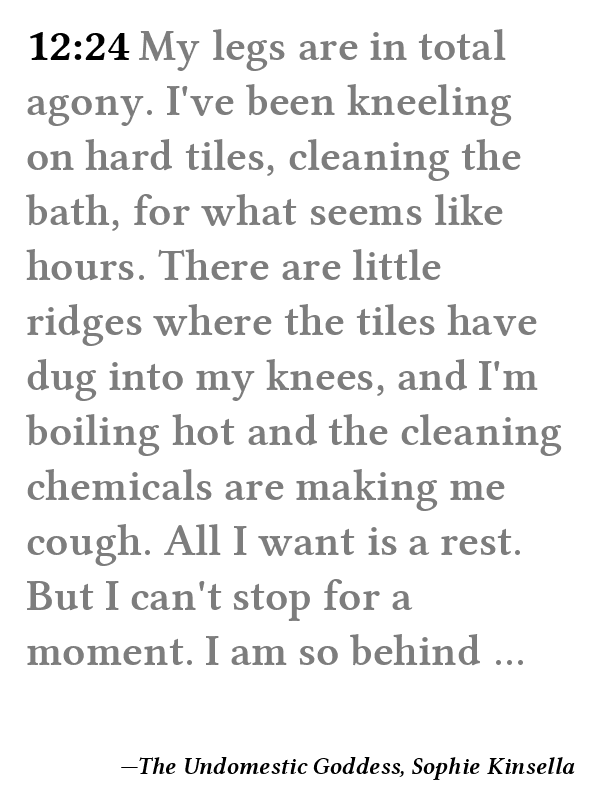 12:24 My legs are in total
agony. I've been kneeling
on hard tiles, cleaning the
bath, for what seems like
hours. There are little
ridges where the tiles have
dug into my knees, and I'm
boiling hot and the cleaning
chemicals are making me
cough. All I want is a rest.
But I can't stop for a
moment. I am so behind ...
—The Undomestic Goddess, Sophie Kinsella